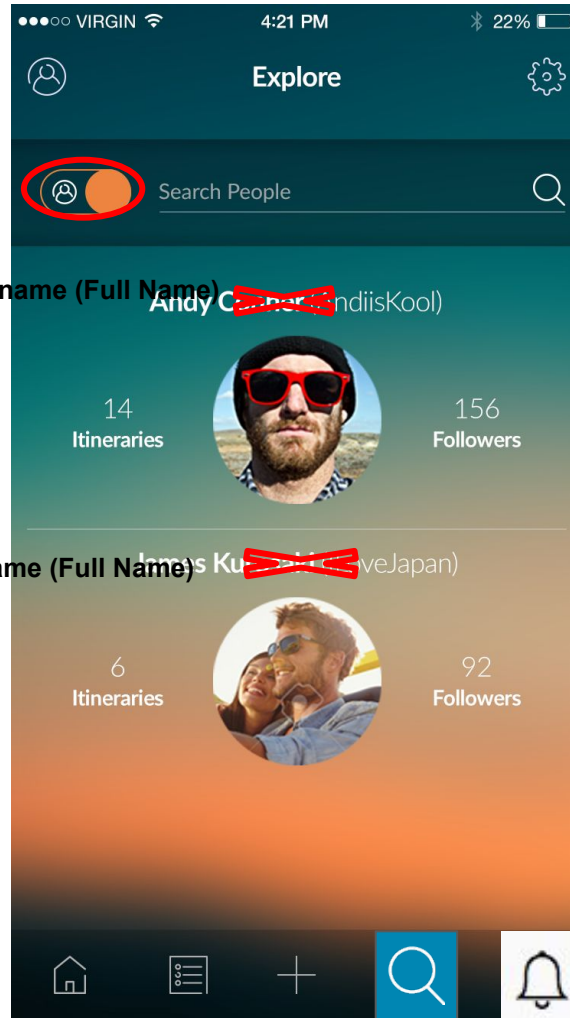 VIRGIN 4:21 PM 22%
Explore
Search People
name (Full Name)
Andy ndiisKool)
14 156
Itineraries Followers
ame (Full Name)
James veJapan)
6 92
Itineraries Followers